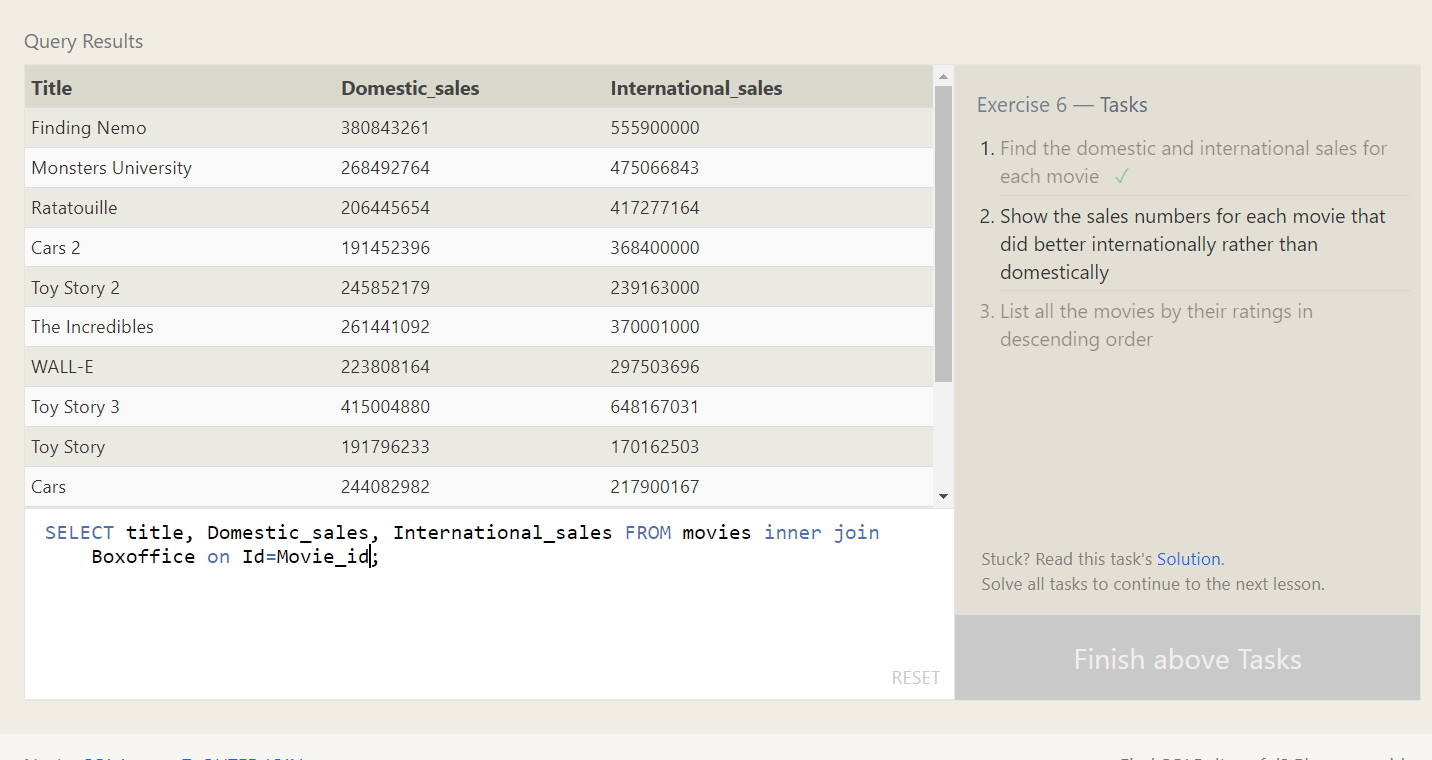 Query Results
Title Domestic_sales International_sales
Finding Nemo 380843261 555900000
Monsters University 268492764 475066843
Ratatouille 206445654 417277164
Cars 2 191452396 368400000
Toy Story 2 245852179 239163000
The Incredibles 261441092 370001000
WALL-E 223808164 297503696
Toy Story 3 415004880 648167031
Toy Story 191796233 170162503
Cars 244082982 217900167
SELECT title, Domestic_sales, International_sales FROM movies inner join
Boxoffice on Id=Movie_id;
RESET
Exercise 6 — Tasks
1. Find the domestic and international sales for
each movie ✓
2. Show the sales numbers for each movie that
did better internationally rather than
domestically
3. List all the movies by their ratings in
descending order
Stuck? Read this task's Solution.
Solve all tasks to continue to the next lesson.
Finish above Tasks